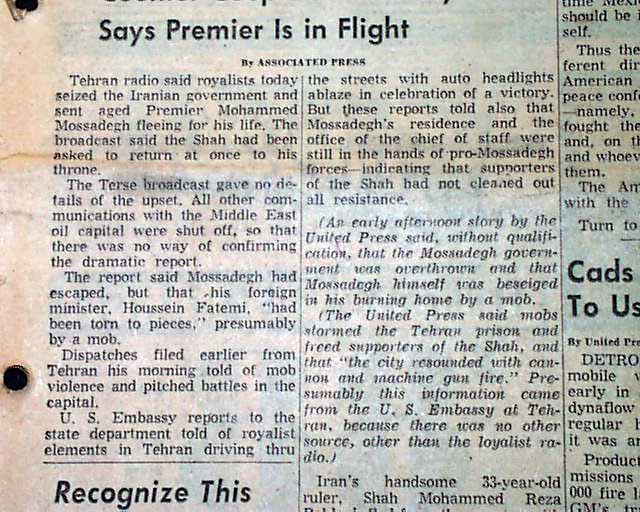 Says Premier Is in Flight
By ASSOCIATED PRESS
Tehran radio said royalists today
seized the Iranian government and
sent aged Premier Mohammed
Mossadegh fleeing for his life. The
broadcast said the Shah had been
asked to return at once to his
throne.
The Terse broadcast gave no de-
tails of the upset. All other com-
munications with the Middle East
oil capital were shut off, so that
there was no way of confirming
the dramatic report.
The report said Mossadegh had
escaped, but that his foreign
minister, Houssein Fatemi, "had
been torn to pieces," presumably
by a mob.
Dispatches filed earlier from
Tehran his morning told of mob
violence and pitched battles in the
capital.
U. S. Embassy reports to the
state department told of royalist
elements in Tehran driving thru
Recognize This
the streets with auto headlights
ablaze in celebration of a victory.
But these reports told also that
Mossadegh's residence and the
office of the chief of staff were
still in the hands of pro-Mossadegh
forces—indicating that supporters
of the Shah had not cleaned out
all resistance.
(An early afternoon story by the
United Press said, without qualifi-
cation, that the Mossadegh govern-
ment was overthrown and that
Mossadegh himself was beseiged
in his burning home by a mob.
(The United Press said mobs
stormed the Tehran prison and
freed supporters of the Shah, and
that "the city resounded with can-
non and machine gun fire." Pre-
sumably this information came
from the U. S. Embassy at Teh-
ran, because there was no other
source, other than the loyalist ra-
dio.)
Iran's handsome 33-year-old
ruler, Shah Mohammed Reza
should be
self.
Thus the
ferent dir
American
peace conf
—namely,
fought the
and, on th
and whoev
them.
The Am
with the
Turn to
Cads
To Us
By United Pre
DETRO
mobile
early in
dynaflow
regular
it was an
Product
missions
000 fire l
GM's